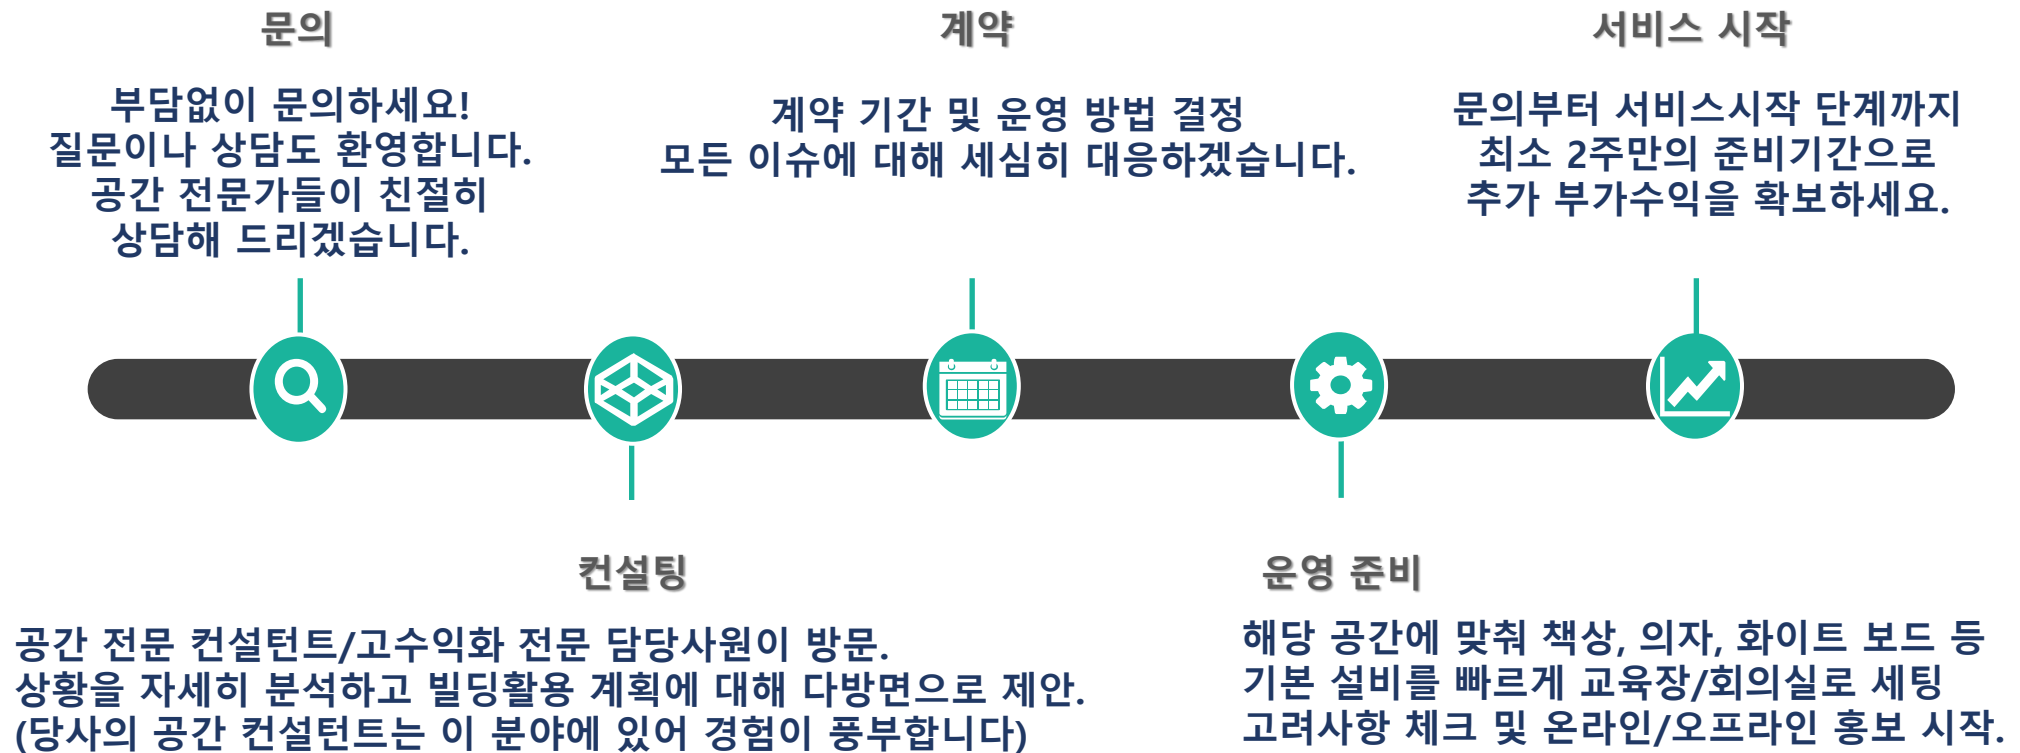 문의
부담없이 문의하세요!
질문이나 상담도 환영합니다.
공간 전문가들이 친절히
상담해 드리겠습니다.
컨설팅
공간 전문 컨설턴트/고수익화 전문 담당사원이 방문.
상황을 자세히 분석하고 빌딩활용 계획에 대해 다방면으로 제안.
(당사의 공간 컨설턴트는 이 분야에 있어 경험이 풍부합니다)
계약
계약 기간 및 운영 방법 결정
모든 이슈에 대해 세심히 대응하겠습니다.
운영 준비
해당 공간에 맞춰 책상, 의자, 화이트 보드 등
기본 설비를 빠르게 교육장/회의실로 세팅
고려사항 체크 및 온라인/오프라인 홍보 시작.
서비스 시작
문의부터 서비스시작 단계까지
최소 2주만의 준비기간으로
추가 부가수익을 확보하세요.